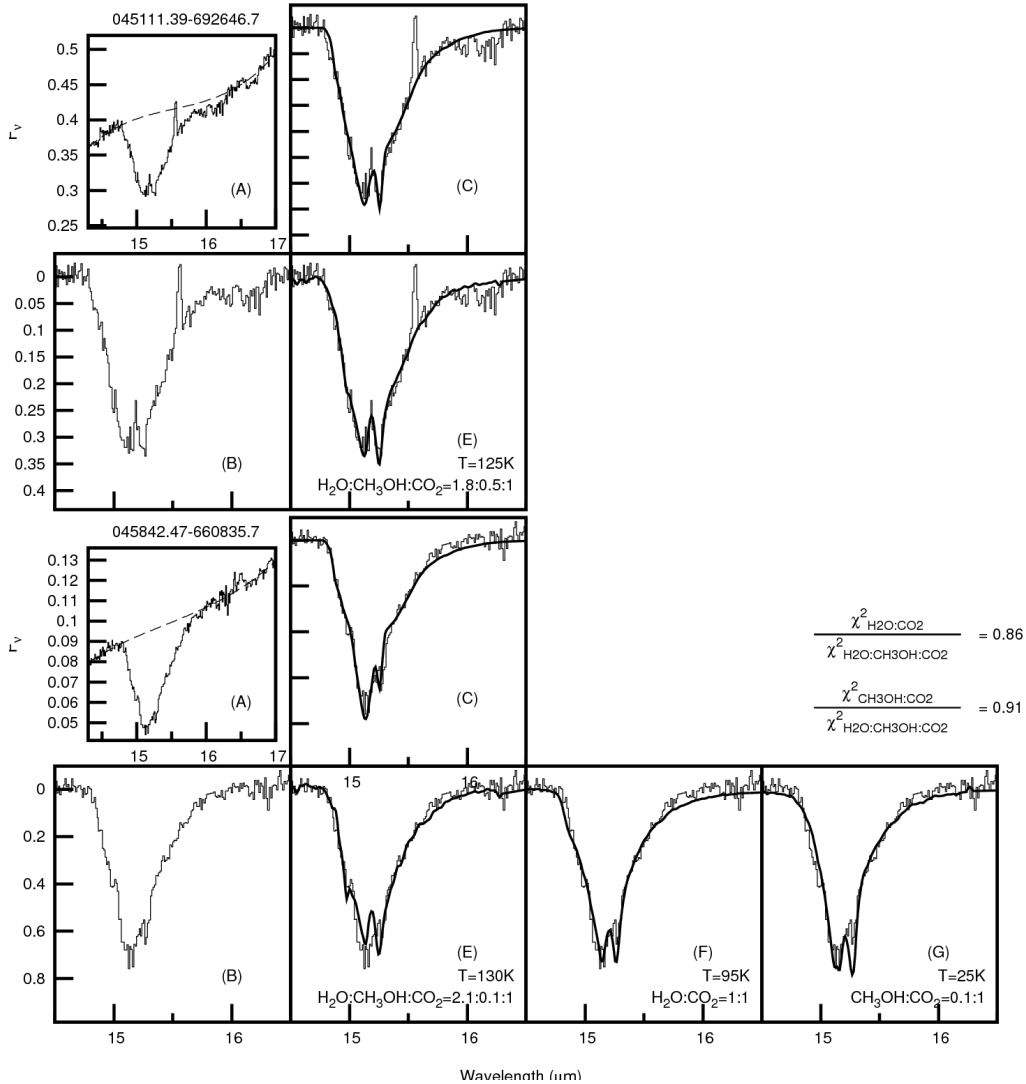 045111.39-692646.7
0.5
0.45
0.4
0.35
0.3
0.25
(A)
15 16 17
(C)
0
0.05
0.1
0.15
0.2
0.25
0.3
0.35
0.4
(B)
(E)
T=125K
H₂O:CH₃OH:CO₂=1.8:0.5:1
045842.47-660835.7
0.13
0.12
0.11
0.1
0.09
0.08
0.07
0.06
0.05
(A)
15 16 17
(C)
15 16
χ²H2O:CO2
χ²H2O:CH3OH:CO2
= 0.86
χ²CH3OH:CO2
χ²H2O:CH3OH:CO2
= 0.91
0
0.2
0.4
0.6
0.8
(B)
(E)
T=130K
H₂O:CH₃OH:CO₂=2.1:0.1:1
(F)
T=95K
H₂O:CO₂=1:1
(G)
T=25K
CH₃OH:CO₂=0.1:1
15 16 15 16 15 16 15 16
Wavelength (μm)